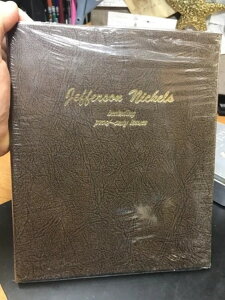 Jefferson Nickels
including
proof-only issues